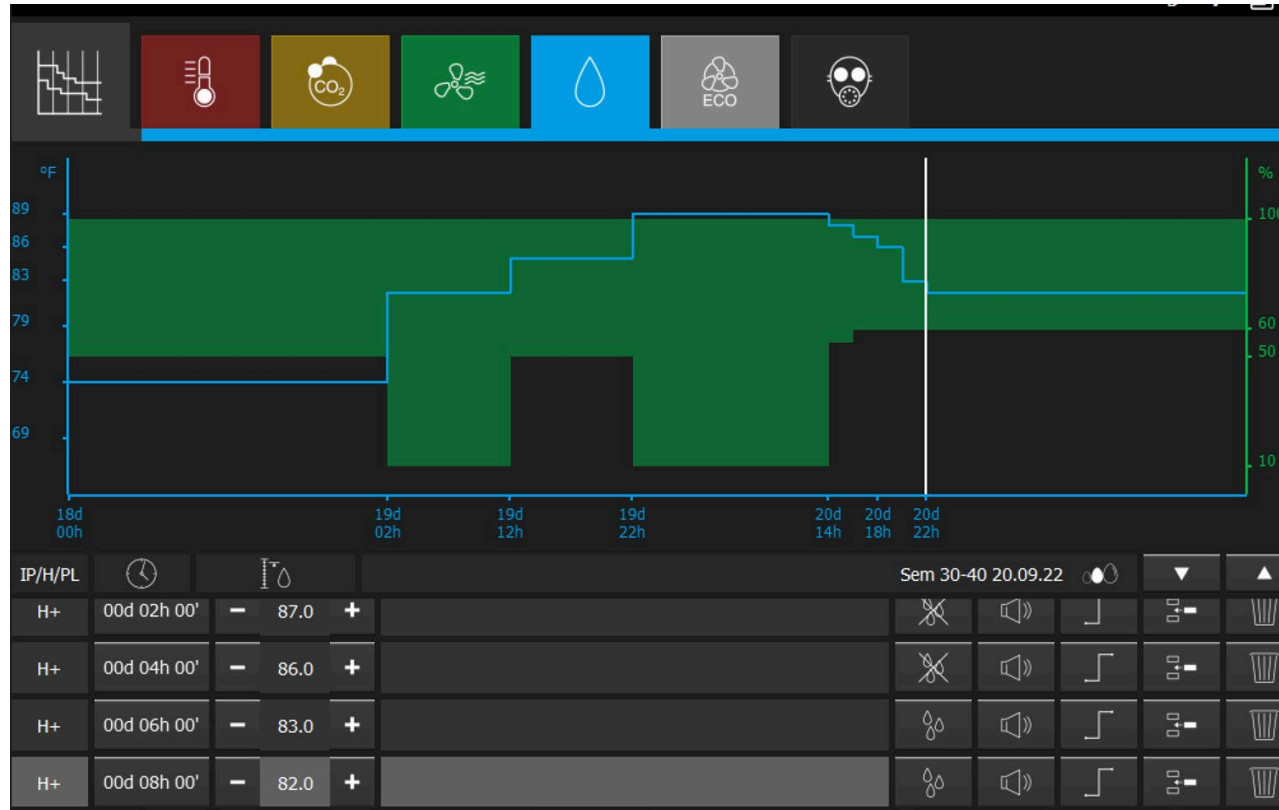 CO₂
ECO
°F
%
89
86
83
79
74
69
100
60
50
10
18d 19d 19d 19d 20d 20d 20d
00h 02h 12h 22h 14h 18h 22h
IP/H/PL Sem 30-40 20.09.22
H+ 00d 02h 00' − 87.0 +
H+ 00d 04h 00' − 86.0 +
H+ 00d 06h 00' − 83.0 +
H+ 00d 08h 00' − 82.0 +